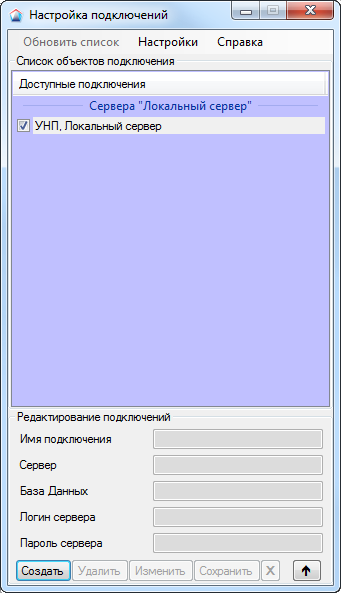 Настройка подключений
Обновить список Настройки Справка
Список объектов подключения
Доступные подключения
Сервера "Локальный сервер"
УНП, Локальный сервер
Редактирование подключений
Имя подключения
Сервер
База Данных
Логин сервера
Пароль сервера
Создать Удалить Изменить Сохранить X